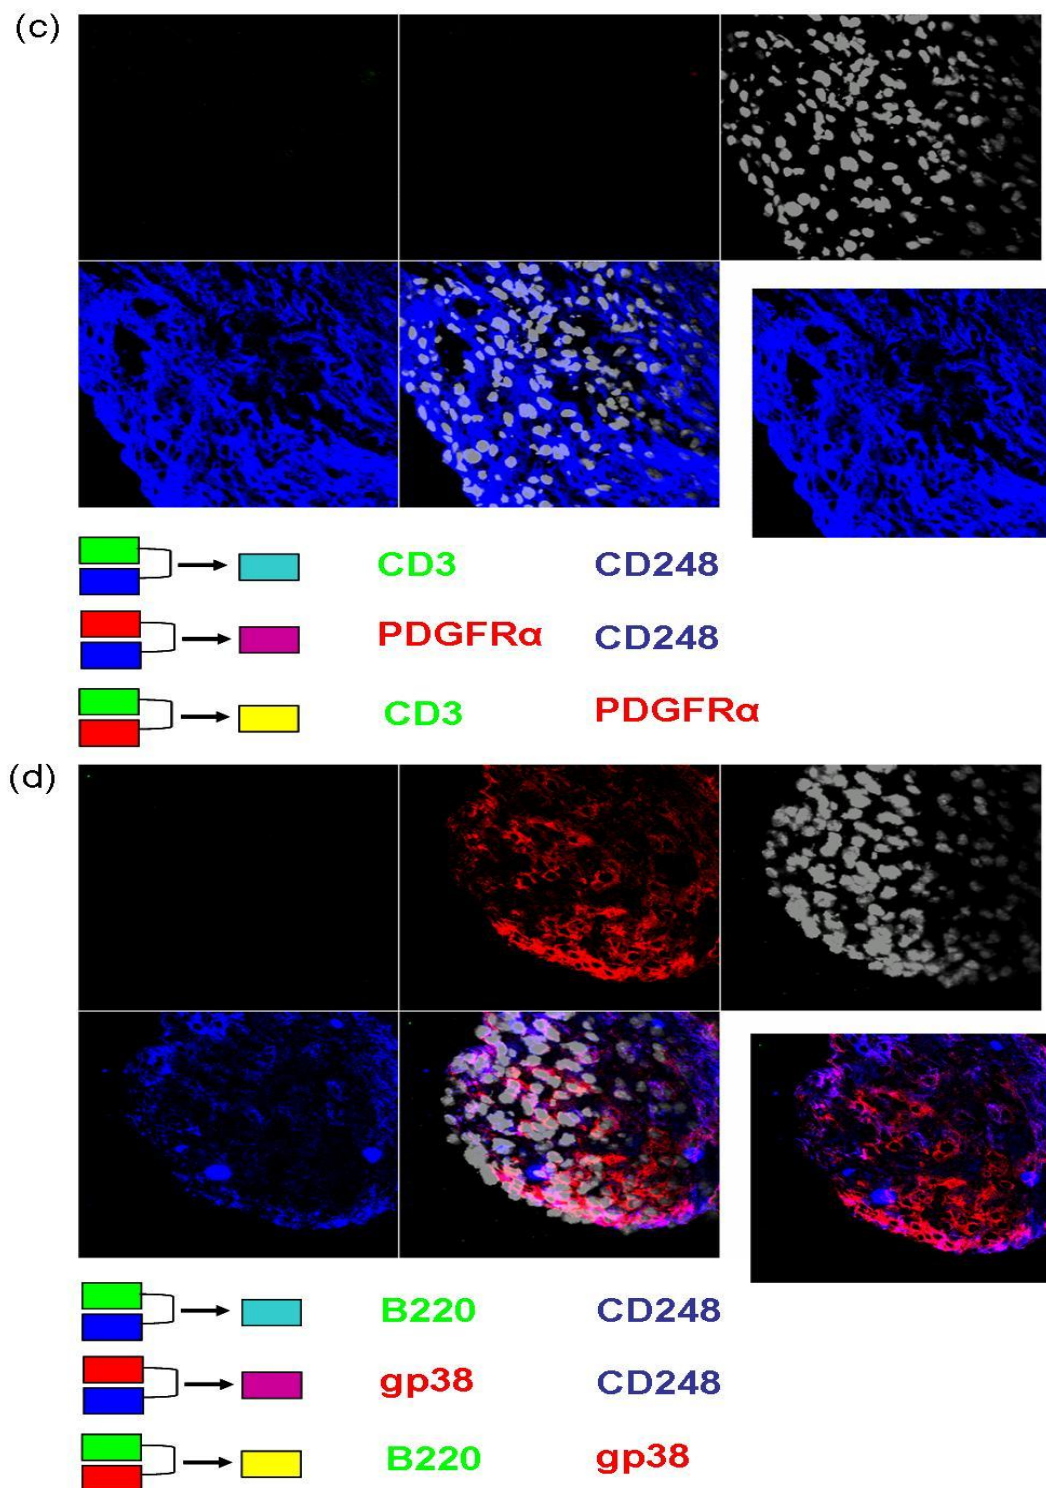 (c)
CD3 CD248
PDGFRα CD248
CD3 PDGFRα
(d)
B220 CD248
gp38 CD248
B220 gp38